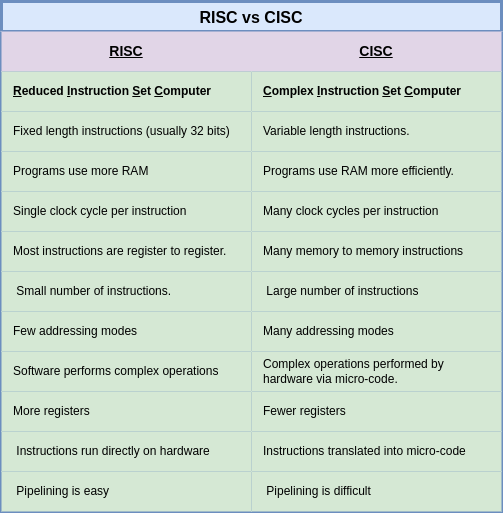 RISC vs CISC
RISC
CISC
Reduced Instruction Set Computer
Complex Instruction Set Computer
Fixed length instructions (usually 32 bits)
Variable length instructions.
Programs use more RAM
Programs use RAM more efficiently.
Single clock cycle per instruction
Many clock cycles per instruction
Most instructions are register to register.
Many memory to memory instructions
Small number of instructions.
Large number of instructions
Few addressing modes
Many addressing modes
Software performs complex operations
Complex operations performed by
hardware via micro-code.
More registers
Fewer registers
Instructions run directly on hardware
Instructions translated into micro-code
Pipelining is easy
Pipelining is difficult